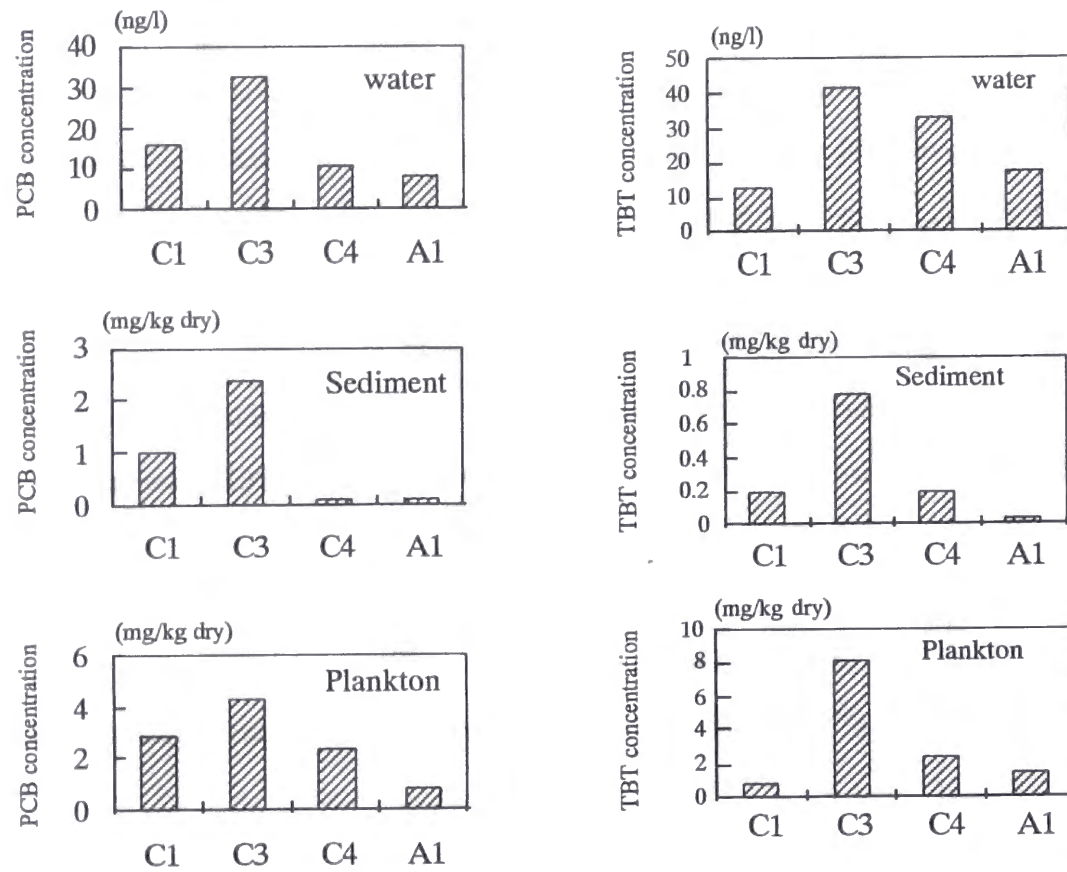 (ng/l)
PCB concentration
40
30
20
10
0
water
C1 C3 C4 A1
(ng/l)
TBT concentration
50
40
30
20
10
0
water
C1 C3 C4 A1
(mg/kg dry)
PCB concentration
3
2
1
0
Sediment
C1 C3 C4 A1
(mg/kg dry)
TBT concentration
1
0.8
0.6
0.4
0.2
0
Sediment
C1 C3 C4 A1
(mg/kg dry)
PCB concentration
6
4
2
0
Plankton
C1 C3 C4 A1
(mg/kg dry)
TBT concentration
10
8
6
4
2
0
Plankton
C1 C3 C4 A1